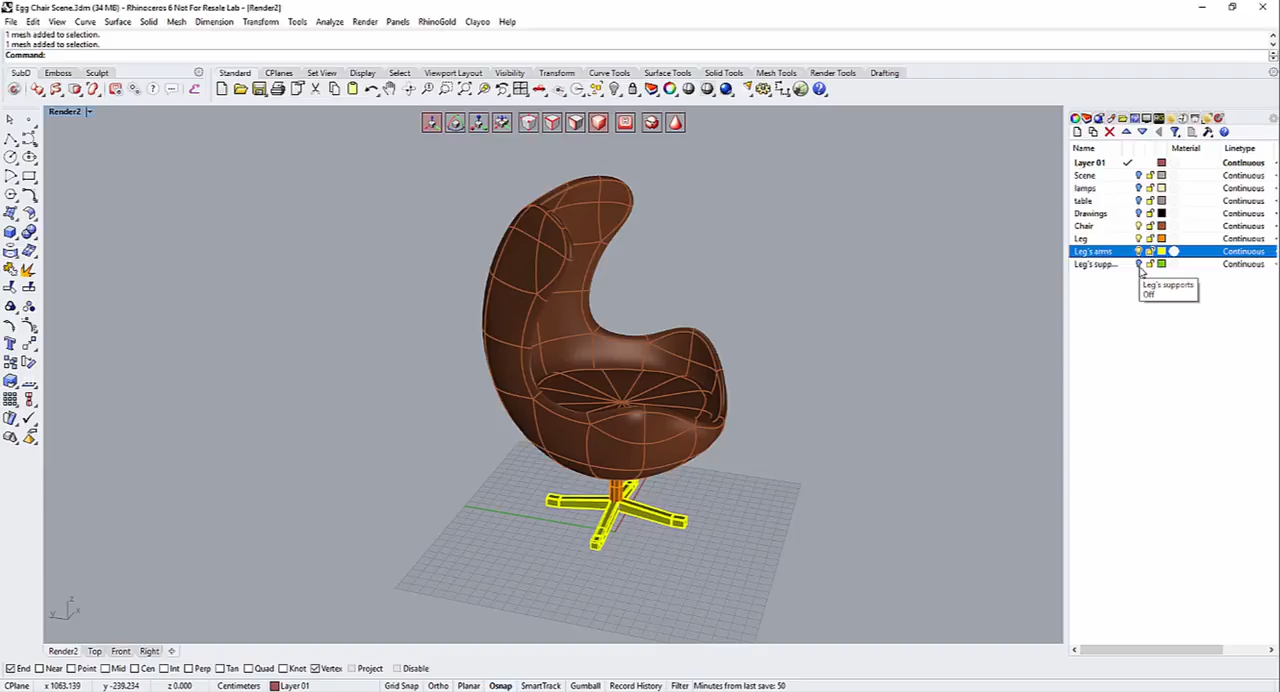 Egg Chair Scene.3dm (34 MB) - Rhinoceros 6 Not For Resale Lab - [Render2]
File Edit View Curve Surface Solid Mesh Dimension Transform Tools Analyze Render Panels RhinoGold Clayoo Help
1 mesh added to selection.
1 mesh added to selection.
Command:
SubD Emboss Sculpt Standard CPlanes Set View Display Select Viewport Layout Visibility Transform Curve Tools Surface Tools Solid Tools Mesh Tools Render Tools Drafting
Render2
Name Material Linetype
Layer 01 Continuous
Scene Continuous
lamps Continuous
table Continuous
Drawings Continuous
Chair Continuous
Leg Continuous
Leg's arms Continuous
Leg's supp... Continuous
Leg's supports
Off
z
y x
Render2 Top Front Right
End Near Point Mid Cen Int Perp Tan Quad Knot Vertex Project Disable
CPlane x 1063.139 y -239.234 z 0.000 Centimeters Layer 01 Grid Snap Ortho Planar Osnap SmartTrack Gumball Record History Filter Minutes from last save: 50